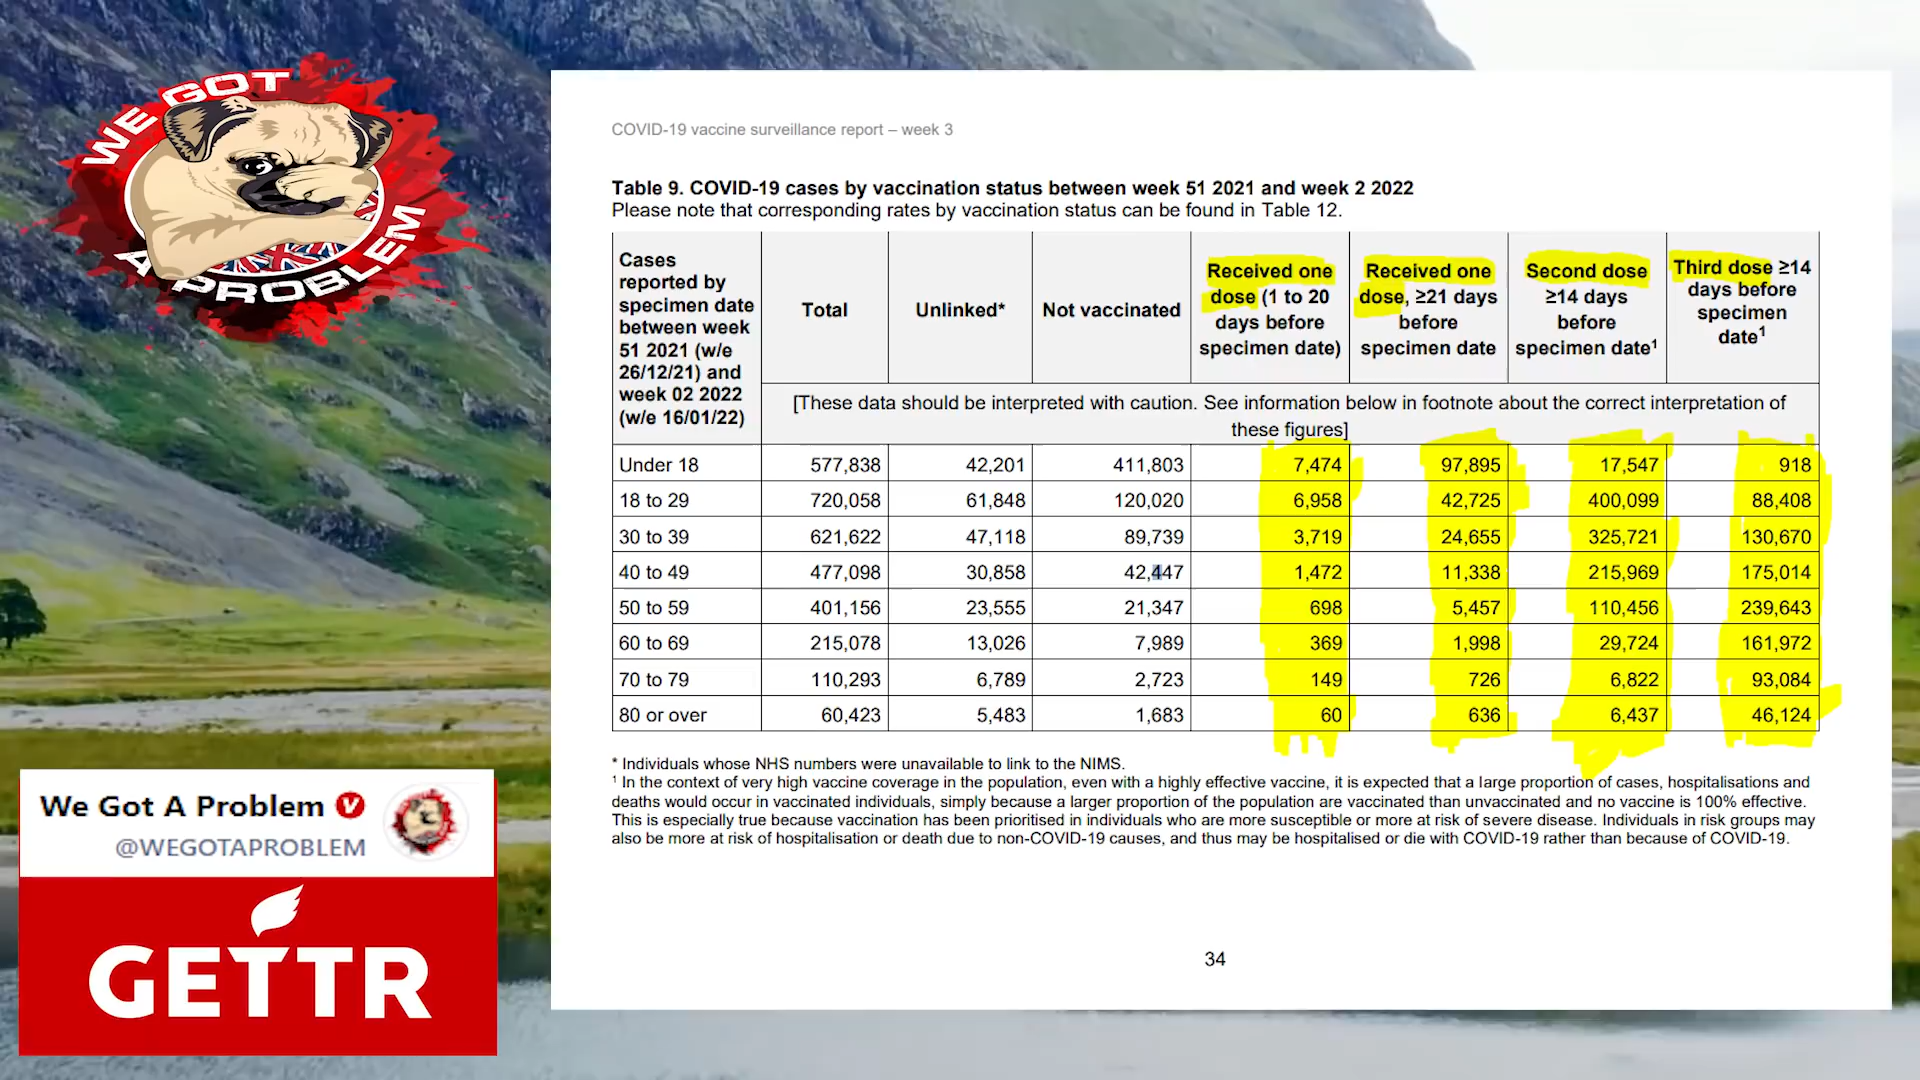 WE GOT
A PROBLEM
We Got A Problem V
@WEGOTAPROBLEM
GETTR
COVID-19 vaccine surveillance report – week 3
Table 9. COVID-19 cases by vaccination status between week 51 2021 and week 2 2022
Please note that corresponding rates by vaccination status can be found in Table 12.
Cases
reported by
specimen date
between week
51 2021 (w/e
26/12/21) and
week 02 2022
(w/e 16/01/22)
Total
Unlinked*
Not vaccinated
Received one
dose (1 to 20
days before
specimen date)
Received one
dose, ≥21 days
before
specimen date
Second dose
≥14 days
before
specimen date¹
Third dose ≥14
days before
specimen
date¹
[These data should be interpreted with caution. See information below in footnote about the correct interpretation of
these figures]
Under 18 577,838 42,201 411,803 7,474 97,895 17,547 918
18 to 29 720,058 61,848 120,020 6,958 42,725 400,099 88,408
30 to 39 621,622 47,118 89,739 3,719 24,655 325,721 130,670
40 to 49 477,098 30,858 42,447 1,472 11,338 215,969 175,014
50 to 59 401,156 23,555 21,347 698 5,457 110,456 239,643
60 to 69 215,078 13,026 7,989 369 1,998 29,724 161,972
70 to 79 110,293 6,789 2,723 149 726 6,822 93,084
80 or over 60,423 5,483 1,683 60 636 6,437 46,124
* Individuals whose NHS numbers were unavailable to link to the NIMS.
¹ In the context of very high vaccine coverage in the population, even with a highly effective vaccine, it is expected that a large proportion of cases, hospitalisations and
deaths would occur in vaccinated individuals, simply because a larger proportion of the population are vaccinated than unvaccinated and no vaccine is 100% effective.
This is especially true because vaccination has been prioritised in individuals who are more susceptible or more at risk of severe disease. Individuals in risk groups may
also be more at risk of hospitalisation or death due to non-COVID-19 causes, and thus may be hospitalised or die with COVID-19 rather than because of COVID-19.
34